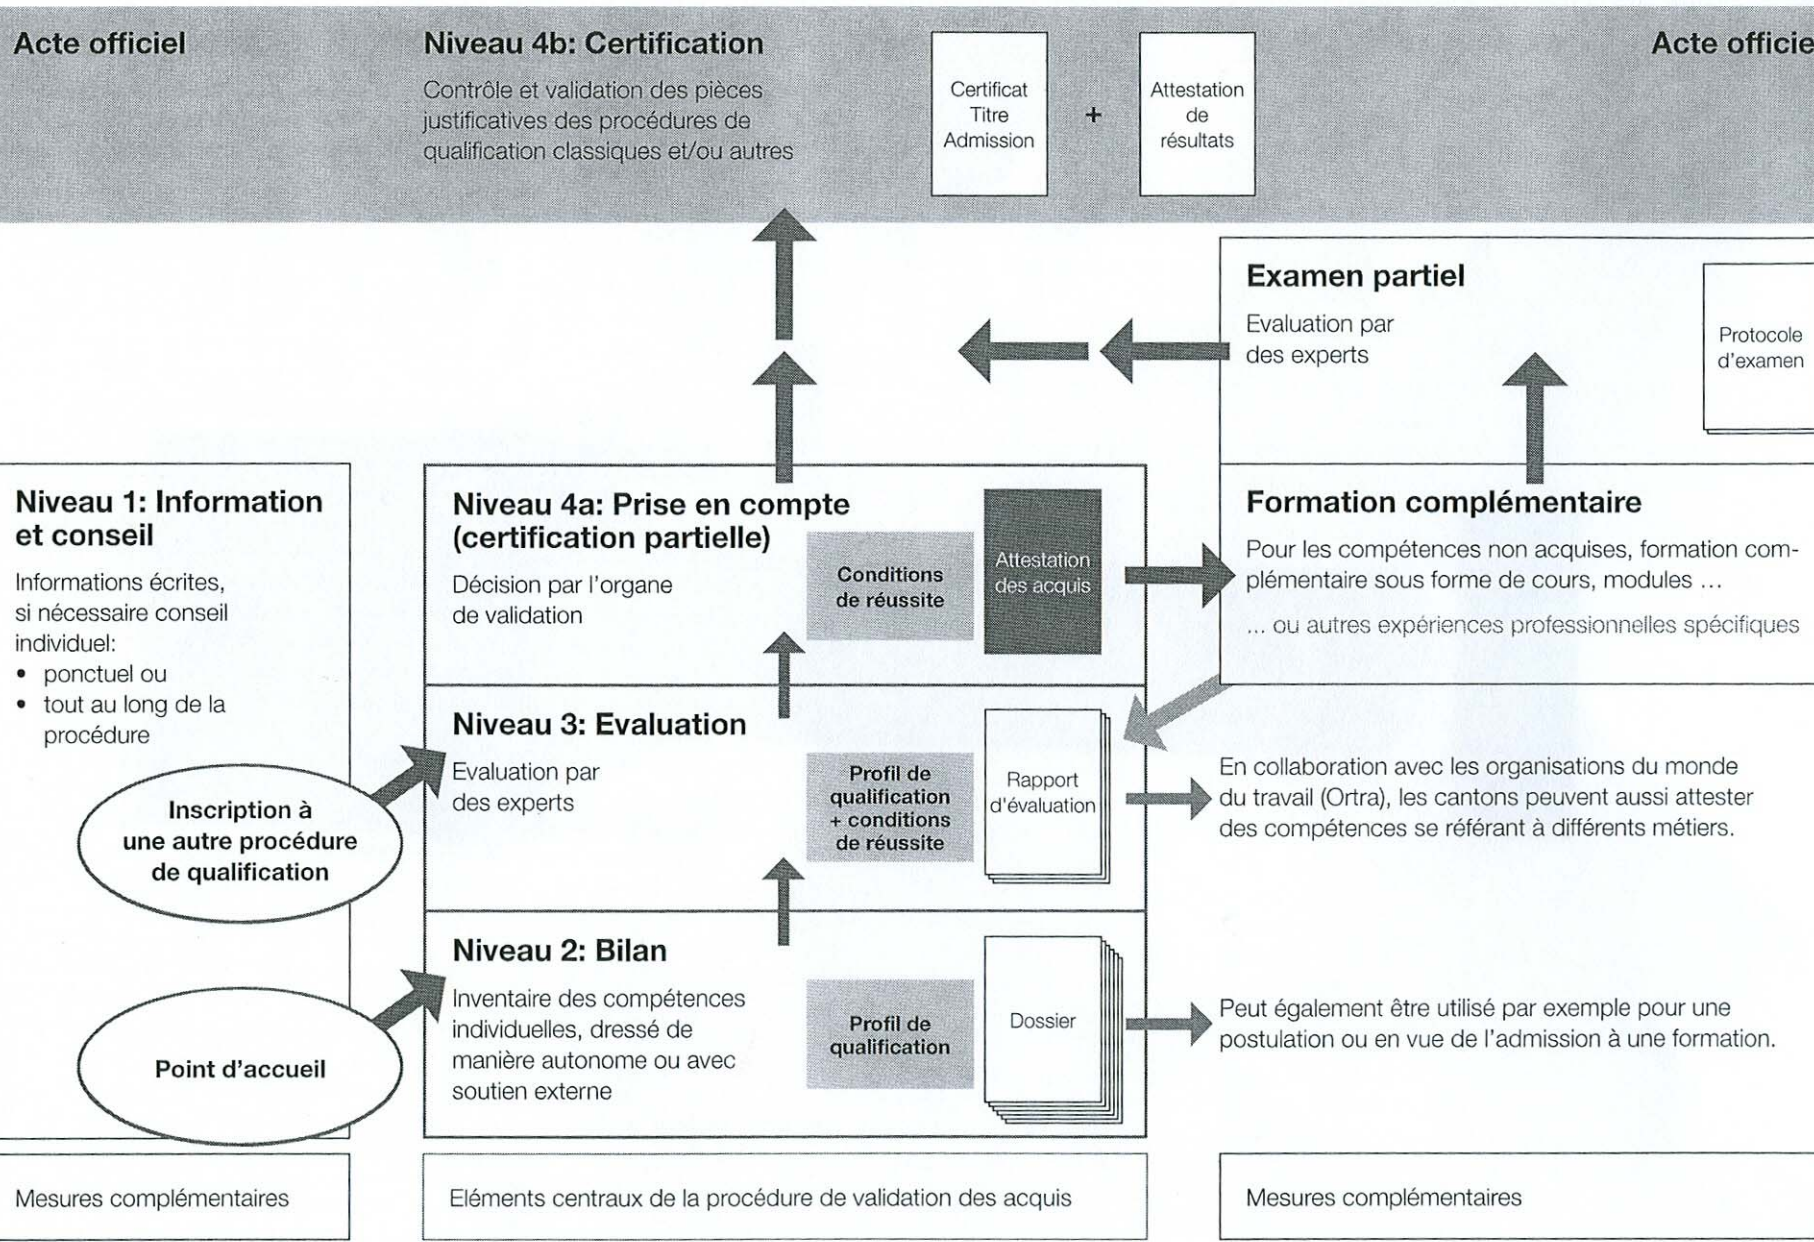 Acte officiel
Niveau 4b: Certification
Contrôle et validation des pièces
justificatives des procédures de
qualification classiques et/ou autres
Certificat
Titre
Admission
+
Attestation
de
résultats
Acte officie
Examen partiel
Evaluation par
des experts
Protocole
d'examen
Niveau 1: Information
et conseil
Informations écrites,
si nécessaire conseil
individuel:
• ponctuel ou
• tout au long de la
procédure
Inscription à
une autre procédure
de qualification
Point d'accueil
Niveau 4a: Prise en compte
(certification partielle)
Décision par l'organe
de validation
Conditions
de réussite
Attestation
des acquis
Formation complémentaire
Pour les compétences non acquises, formation com-
plémentaire sous forme de cours, modules ...
... ou autres expériences professionnelles spécifiques
Niveau 3: Evaluation
Evaluation par
des experts
Profil de
qualification
+ conditions
de réussite
Rapport
d'évaluation
En collaboration avec les organisations du monde
du travail (Ortra), les cantons peuvent aussi attester
des compétences se référant à différents métiers.
Niveau 2: Bilan
Inventaire des compétences
individuelles, dressé de
manière autonome ou avec
soutien externe
Profil de
qualification
Dossier
Peut également être utilisé par exemple pour une
postulation ou en vue de l'admission à une formation.
Mesures complémentaires
Eléments centraux de la procédure de validation des acquis
Mesures complémentaires